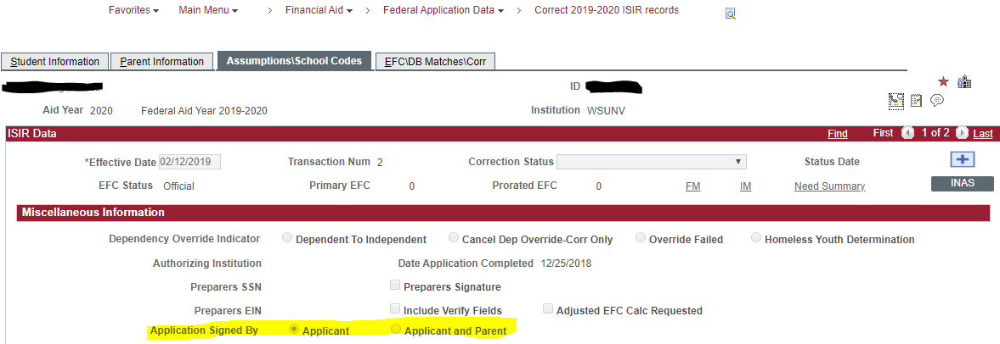 Favorites Main Menu > Financial Aid > Federal Application Data > Correct 2019-2020 ISIR records
Student Information Parent Information Assumptions\School Codes EFC\DB Matches\Corr
ID
Aid Year 2020 Federal Aid Year 2019-2020 Institution WSUNV
ISIR Data Find First 1 of 2 Last
*Effective Date 02/12/2019 Transaction Num 2 Correction Status Status Date
EFC Status Official Primary EFC 0 Prorated EFC 0 FM IM Need Summary INAS
Miscellaneous Information
Dependency Override Indicator Dependent To Independent Cancel Dep Override-Corr Only Override Failed Homeless Youth Determination
Authorizing Institution Date Application Completed 12/25/2018
Preparers SSN Preparers Signature
Preparers EIN Include Verify Fields Adjusted EFC Calc Requested
Application Signed By Applicant Applicant and Parent